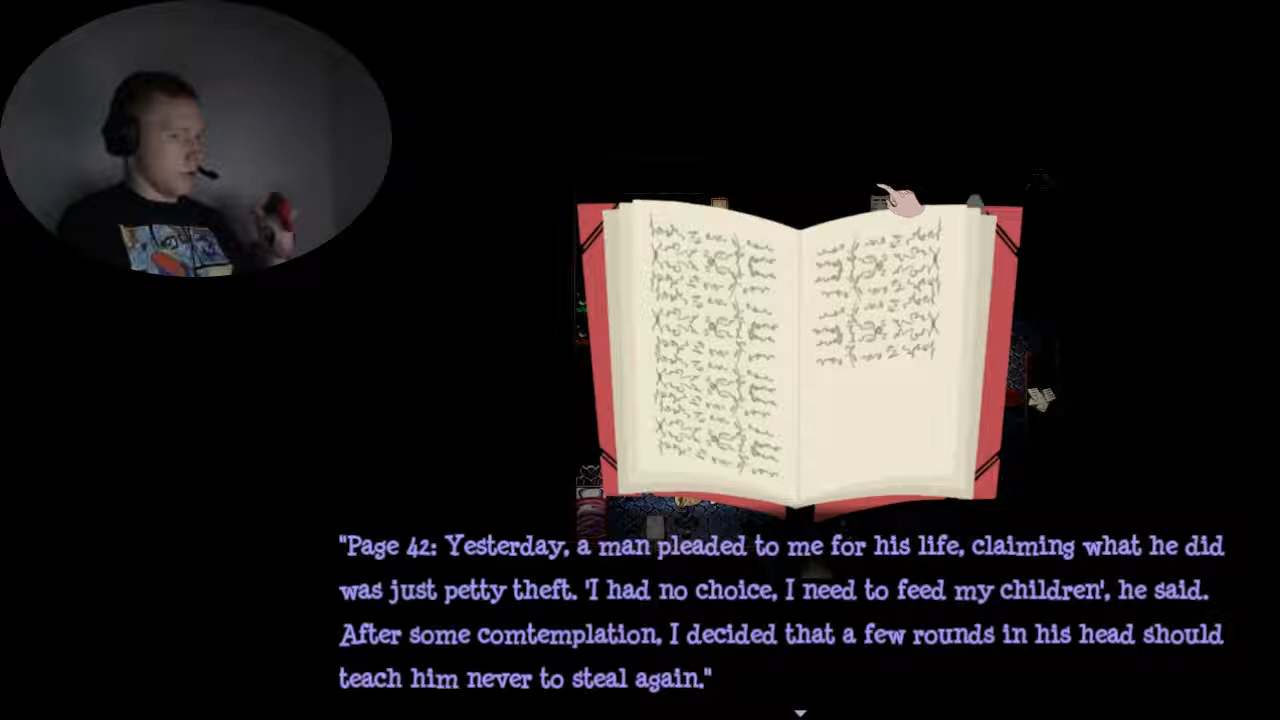 "Page 42: Yesterday, a man pleaded to me for his life, claiming what he did
was just petty theft. 'I had no choice, I need to feed my children', he said.
After some comtemplation, I decided that a few rounds in his head should
teach him never to steal again."